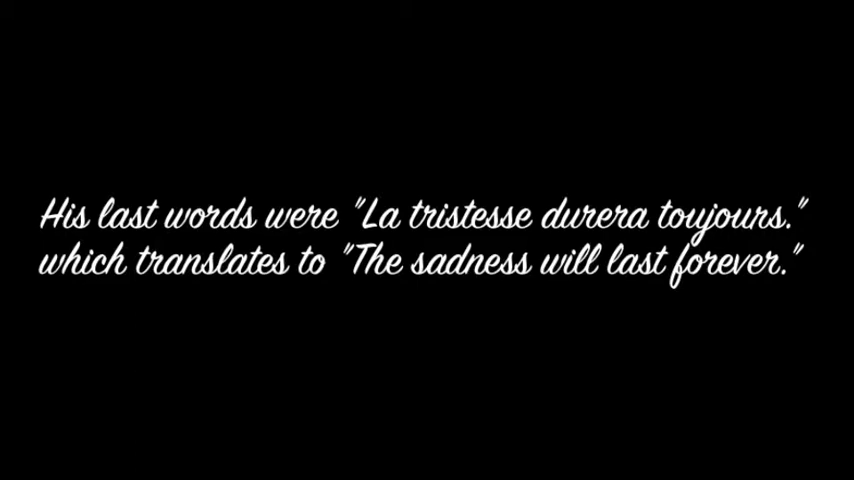 His last words were "La tristesse durera toujours."
which translates to "The sadness will last forever."